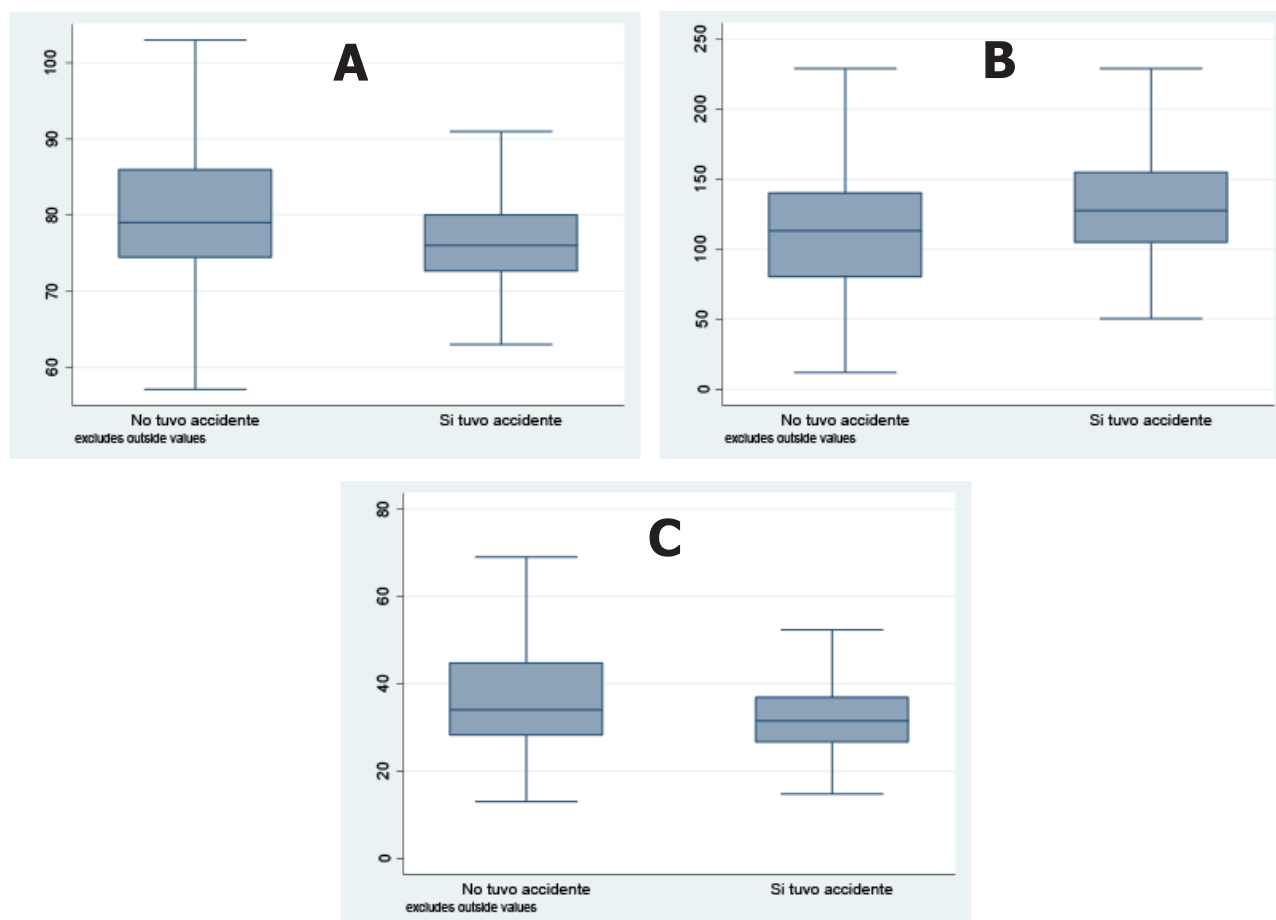 A
100
90
80
70
60
No tuvo accidente
Si tuvo accidente
excludes outside values
B
250
200
150
100
50
0
No tuvo accidente
Si tuvo accidente
excludes outside values
C
80
60
40
20
0
No tuvo accidente
Si tuvo accidente
excludes outside values